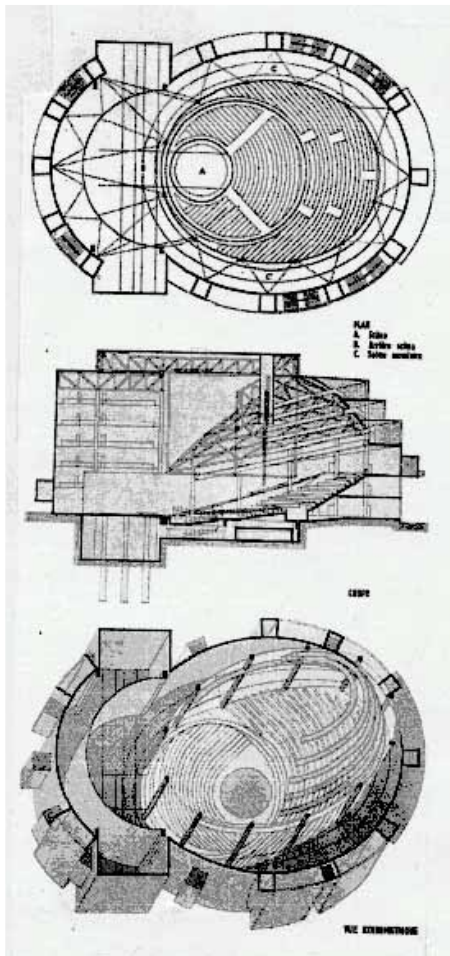 A
C
C
PLAN
A. Scène
B. Arrière scène
C. Scène annulaire
COUPE
VUE AXONOMETRIQUE